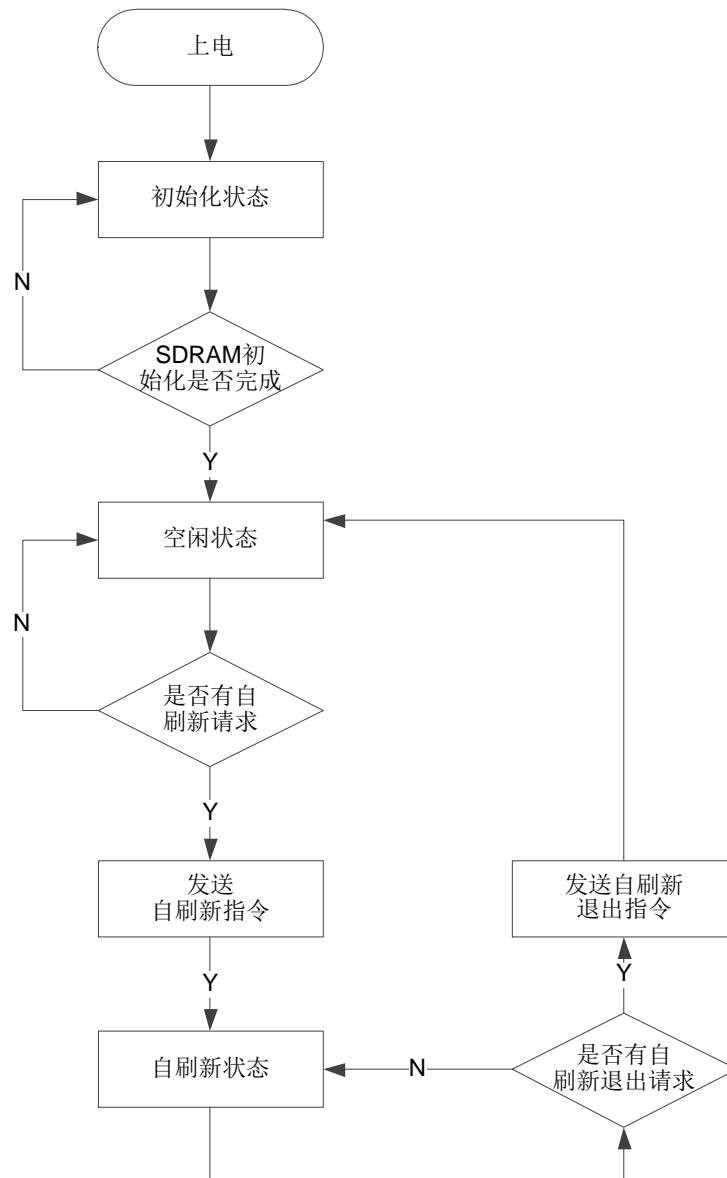 上电
初始化状态
N
SDRAM初
始化是否完成
Y
空闲状态
N
是否有自
刷新请求
Y
发送
自刷新指令
发送自刷新
退出指令
Y
Y
自刷新状态
N
是否有自
刷新退出请求